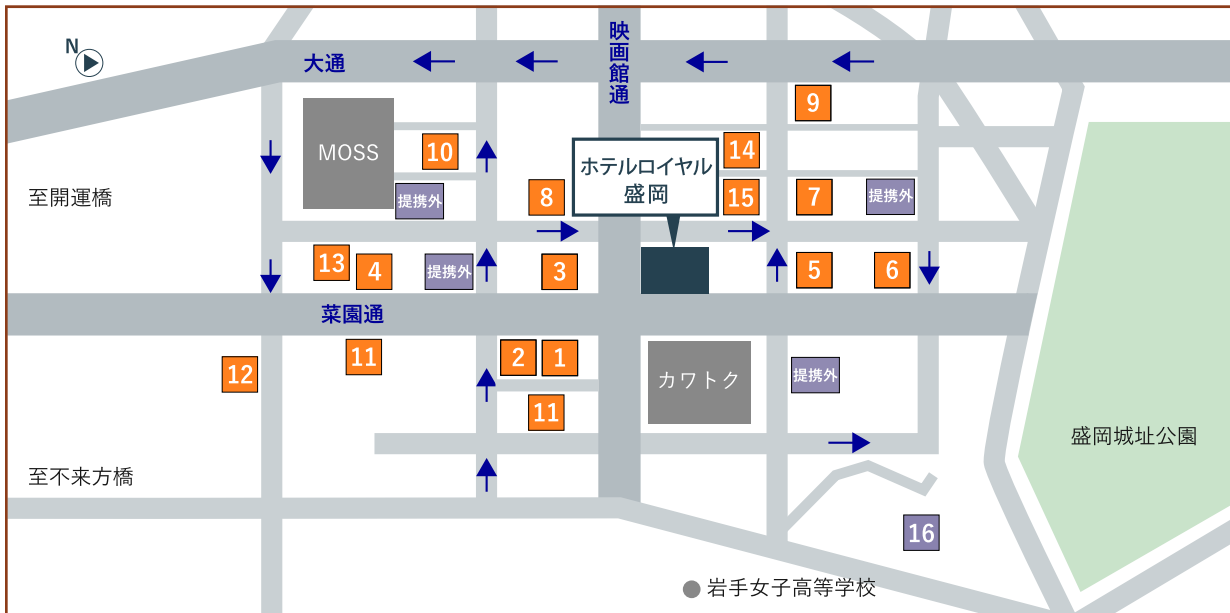 N
大通
映画館通
9
MOSS
10
14
ホテルロイヤル
盛岡
提携外
8
15
7
提携外
至開運橋
13
4
提携外
3
5
6
菜園通
12
11
2
1
カワトク
提携外
11
盛岡城址公園
至不来方橋
16
岩手女子高等学校